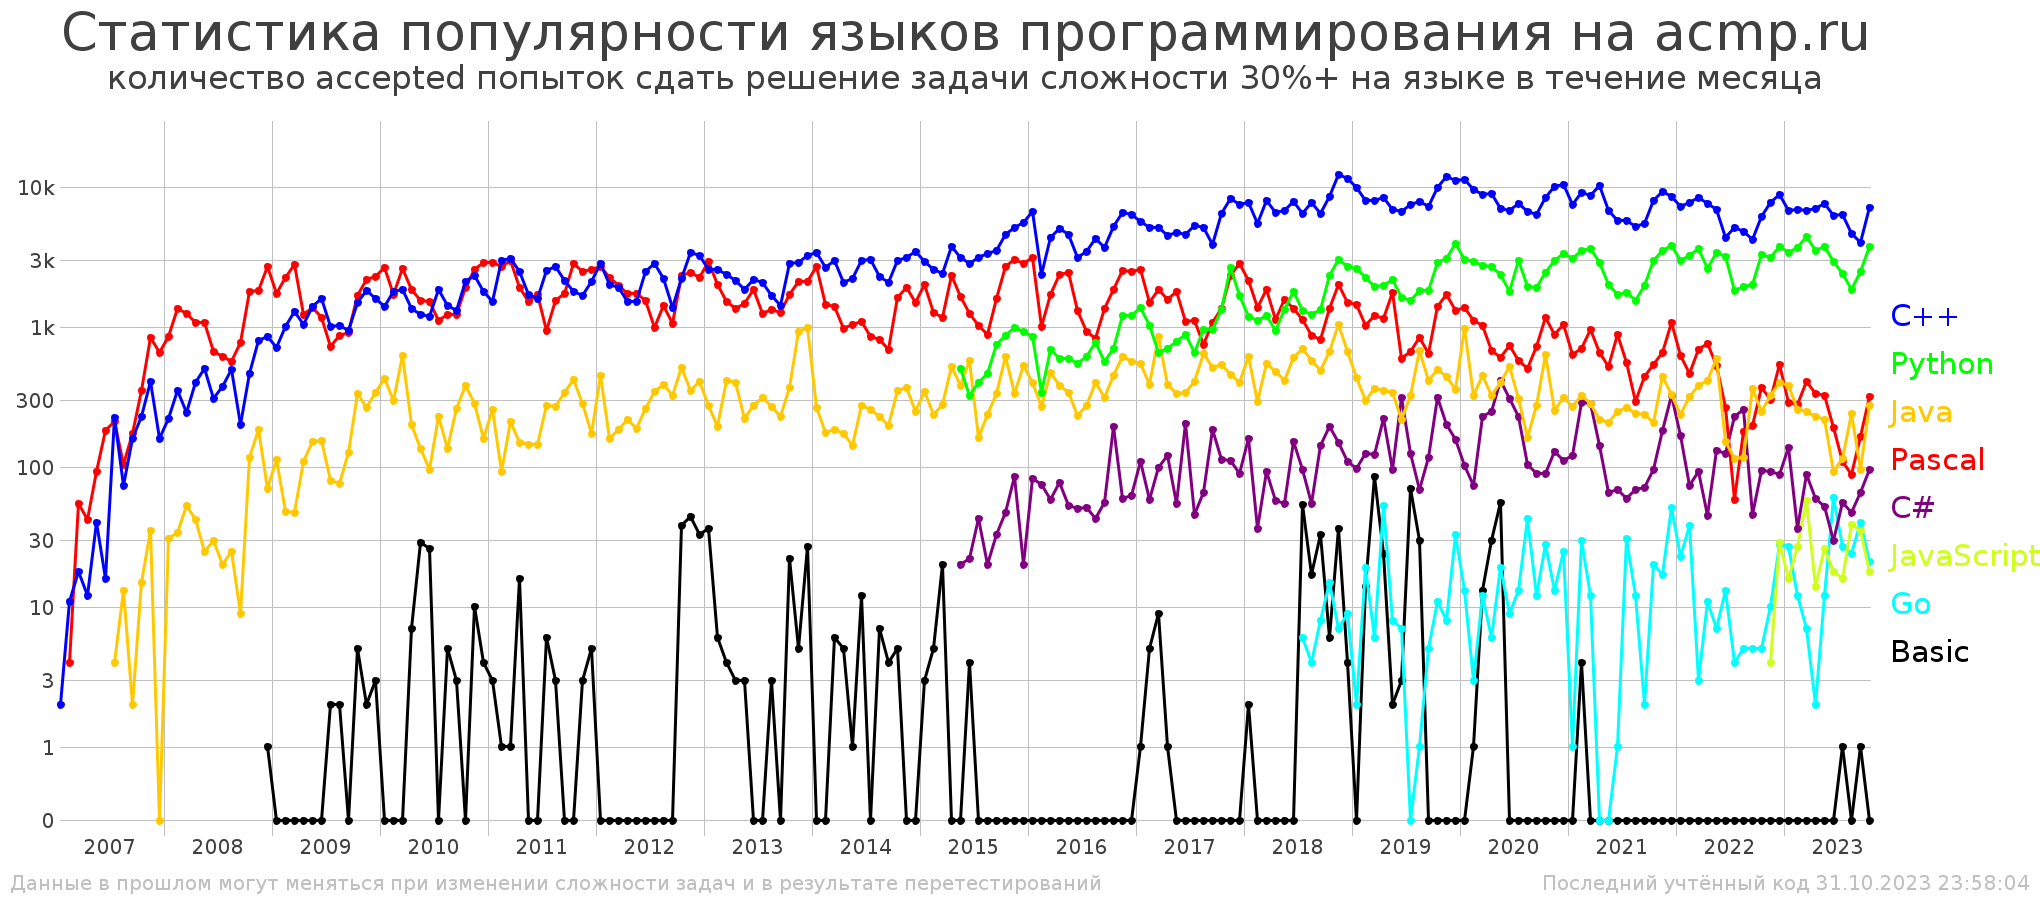 Статистика популярности языков программирования на acmp.ru
количество accepted попыток сдать решение задачи сложности 30%+ на языке в течение месяца
10k
3k
1k
300
100
30
10
3
1
0
C++
Python
Java
Pascal
C#
JavaScript
Go
Basic
2007 2008 2009 2010 2011 2012 2013 2014 2015 2016 2017 2018 2019 2020 2021 2022 2023
Данные в прошлом могут меняться при изменении сложности задач и в результате перетестирований
Последний учтённый код 31.10.2023 23:58:04